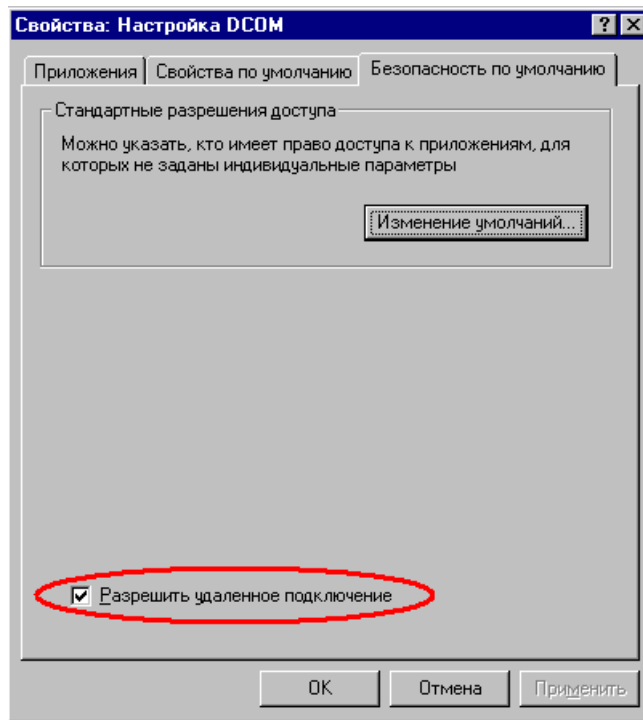 Свойства: Настройка DCOM
Приложения Свойства по умолчанию Безопасность по умолчанию
Стандартные разрешения доступа
Можно указать, кто имеет право доступа к приложениям, для
которых не заданы индивидуальные параметры
Изменение умолчаний...
Разрешить удаленное подключение
OK Отмена Применить